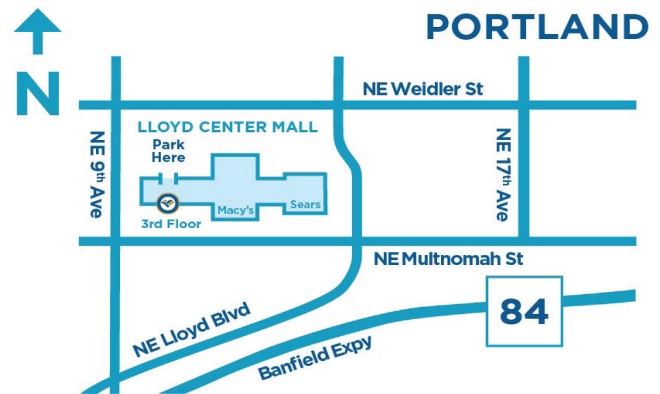 PORTLAND
N
NE Weidler St
LLOYD CENTER MALL
Park
Here
NE 9th Ave
NE 17th Ave
Macy's
Sears
3rd Floor
NE Multnomah St
84
NE Lloyd Blvd
Banfield Expy